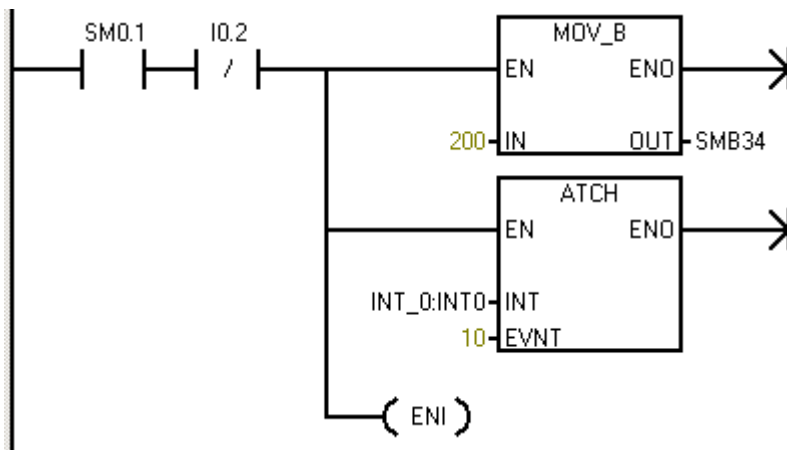 SM0.1 I0.2 MOV_B
/ EN ENO
200 IN OUT SMB34
ATCH
EN ENO
INT_0:INT0 INT
10 EVNT
ENI